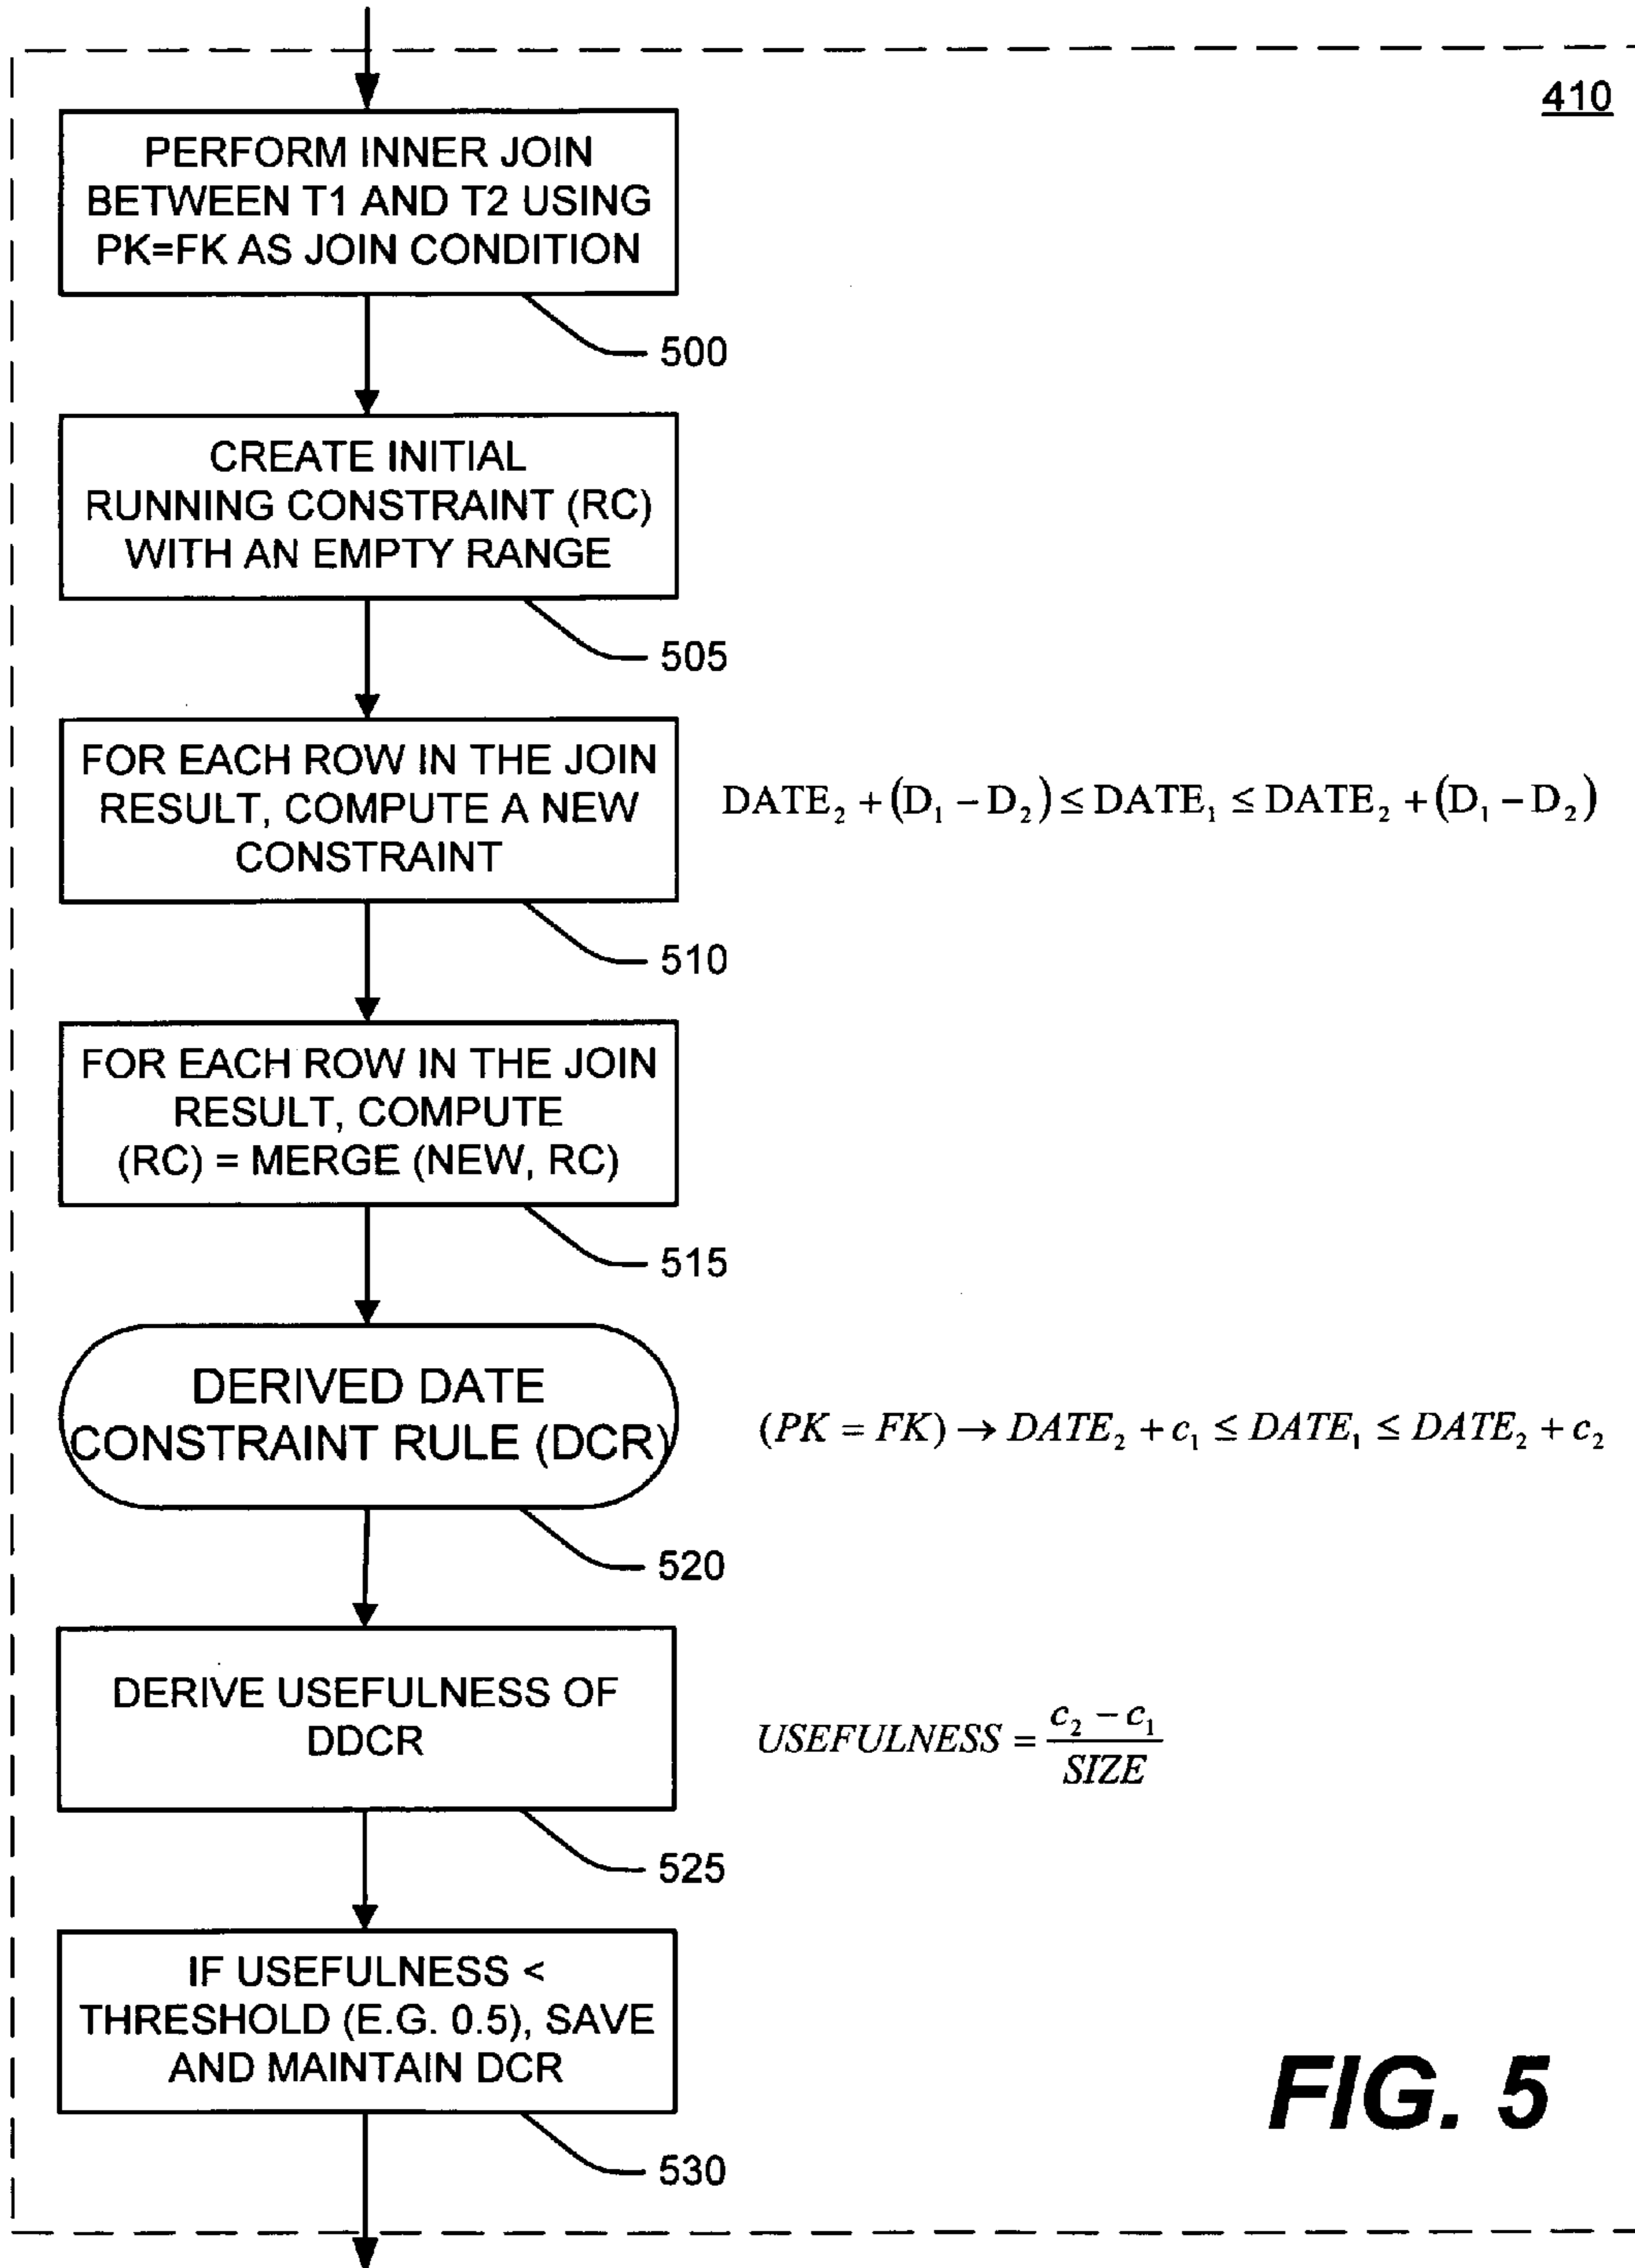 410
PERFORM INNER JOIN
BETWEEN T1 AND T2 USING
PK=FK AS JOIN CONDITION
500
CREATE INITIAL
RUNNING CONSTRAINT (RC)
WITH AN EMPTY RANGE
505
FOR EACH ROW IN THE JOIN
RESULT, COMPUTE A NEW
CONSTRAINT
DATE₂ + (D₁ − D₂) ≤ DATE₁ ≤ DATE₂ + (D₁ − D₂)
510
FOR EACH ROW IN THE JOIN
RESULT, COMPUTE
(RC) = MERGE (NEW, RC)
515
DERIVED DATE
CONSTRAINT RULE (DCR)
(PK = FK) → DATE₂ + c₁ ≤ DATE₁ ≤ DATE₂ + c₂
520
DERIVE USEFULNESS OF
DDCR
USEFULNESS = (c₂ − c₁) / SIZE
525
IF USEFULNESS <
THRESHOLD (E.G. 0.5), SAVE
AND MAINTAIN DCR
530
FIG. 5